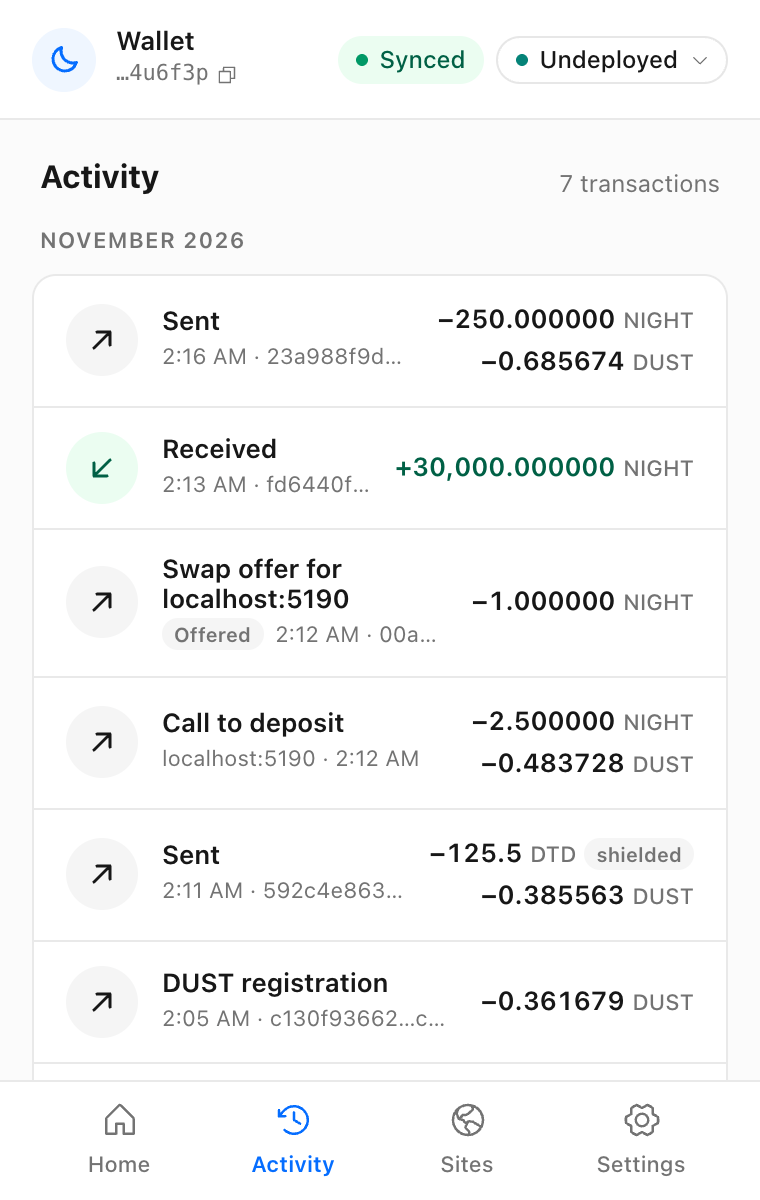 Wallet
…4u6f3p
Synced
Undeployed
Activity
7 transactions
NOVEMBER 2026
Sent
2:16 AM · 23a988f9d…
−250.000000 NIGHT
−0.685674 DUST
Received
2:13 AM · fd6440f…
+30,000.000000 NIGHT
Swap offer for
localhost:5190
Offered 2:12 AM · 00a…
−1.000000 NIGHT
Call to deposit
localhost:5190 · 2:12 AM
−2.500000 NIGHT
−0.483728 DUST
Sent
2:11 AM · 592c4e863…
−125.5 DTD shielded
−0.385563 DUST
DUST registration
2:05 AM · c130f93662…c…
−0.361679 DUST
Home
Activity
Sites
Settings